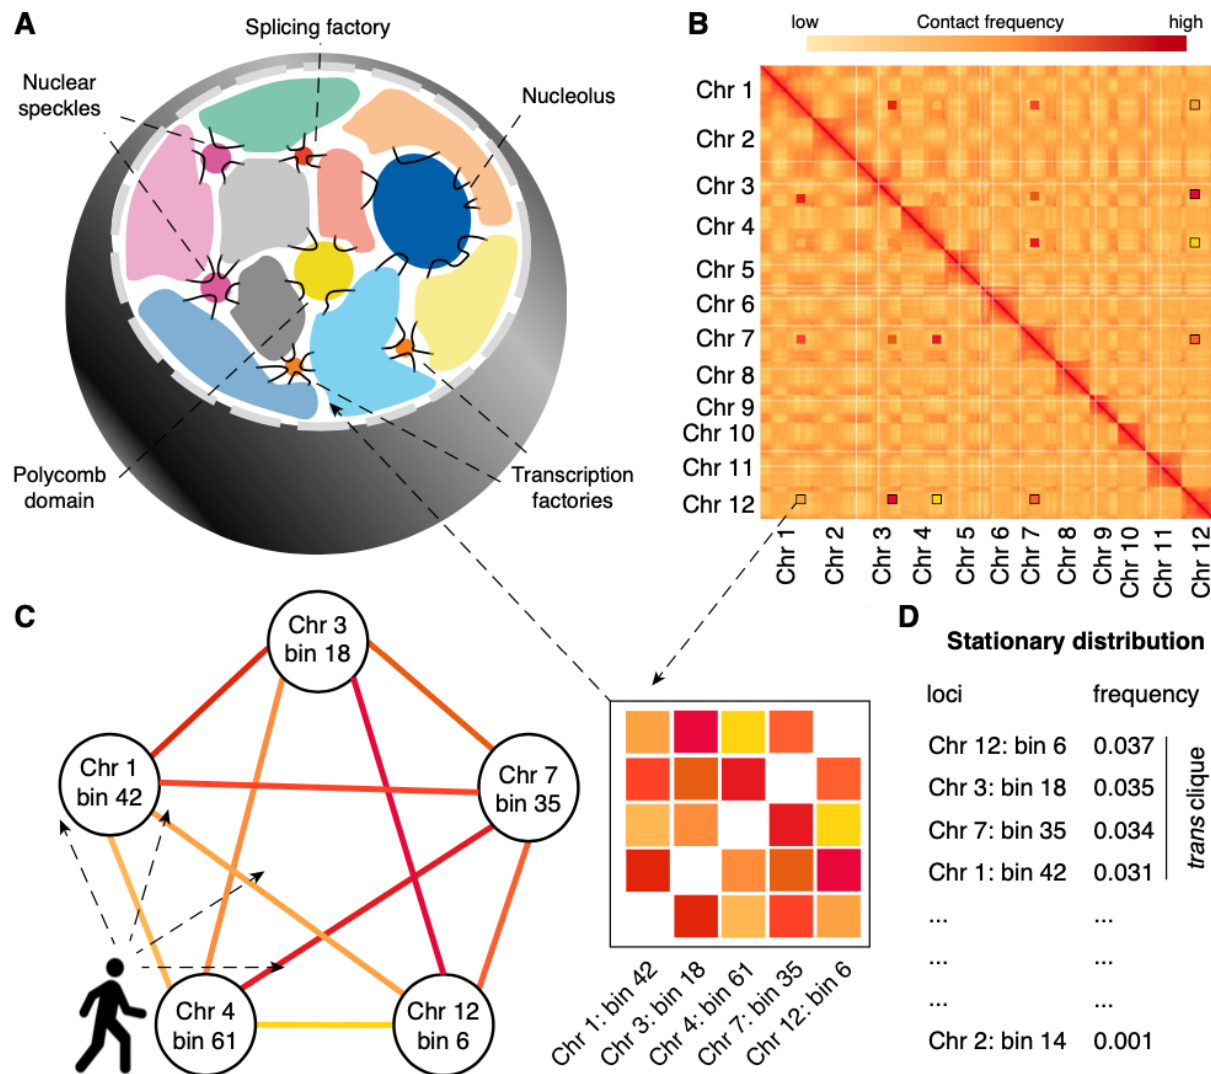 A
Splicing factory
Nuclear
speckles
Nucleolus
Polycomb
domain
Transcription
factories
B
low
Contact frequency
high
Chr 1
Chr 2
Chr 3
Chr 4
Chr 5
Chr 6
Chr 7
Chr 8
Chr 9
Chr 10
Chr 11
Chr 12
Chr 1
Chr 2
Chr 3
Chr 4
Chr 5
Chr 6
Chr 7
Chr 8
Chr 9
Chr 10
Chr 11
Chr 12
C
Chr 3
bin 18
Chr 1
bin 42
Chr 7
bin 35
Chr 4
bin 61
Chr 12
bin 6
Chr 1: bin 42
Chr 3: bin 18
Chr 4: bin 61
Chr 7: bin 35
Chr 12: bin 6
D
Stationary distribution
loci frequency
Chr 12: bin 6 0.037
Chr 3: bin 18 0.035
Chr 7: bin 35 0.034
Chr 1: bin 42 0.031
trans clique
... ...
... ...
... ...
Chr 2: bin 14 0.001